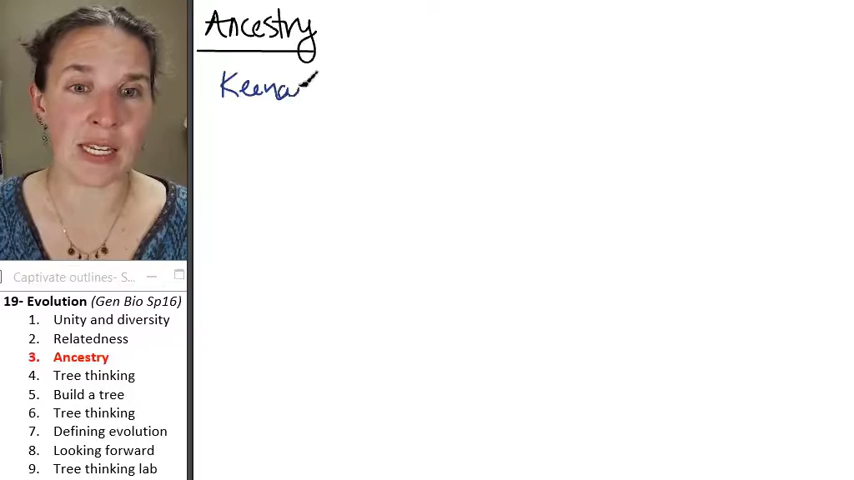 Ancestry
Keena
Captivate outlines- S...
19- Evolution (Gen Bio Sp16)
1. Unity and diversity
2. Relatedness
3. Ancestry
4. Tree thinking
5. Build a tree
6. Tree thinking
7. Defining evolution
8. Looking forward
9. Tree thinking lab